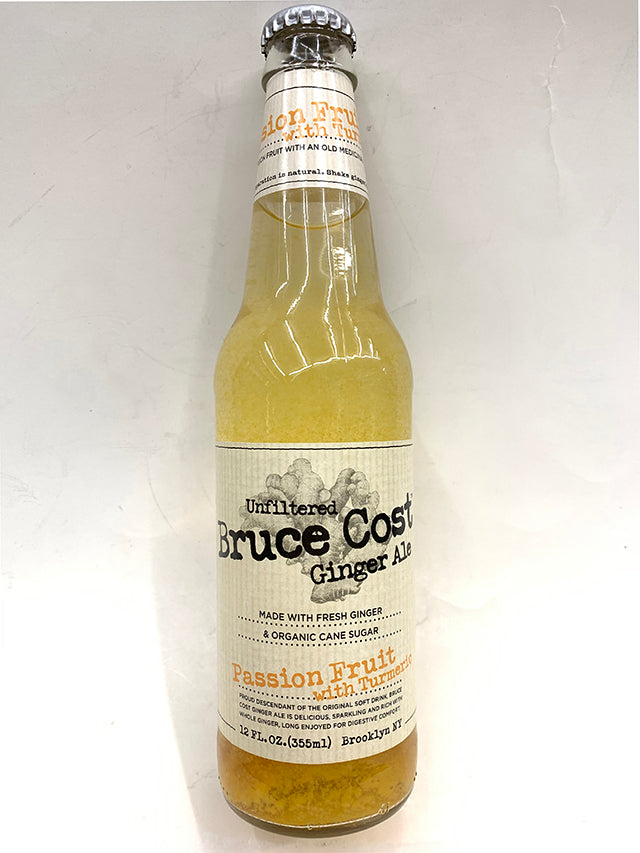 Passion Fruit
with Tur
FRUIT WITH AN OLD MEDICIN
aration is natural. Shake
Unfiltered
Bruce Cost
Ginger Ale
MADE WITH FRESH GINGER
& ORGANIC CANE SUGAR
Passion Fruit
with Turmeric
PROUD DESCENDANT OF THE ORIGINAL SOFT DRINK, BRUCE
COST GINGER ALE IS DELICIOUS, SPARKLING AND RICH WITH
WHOLE GINGER, LONG ENJOYED FOR DIGESTIVE COMFORT.
12 FL.OZ.(355ml) Brooklyn NY